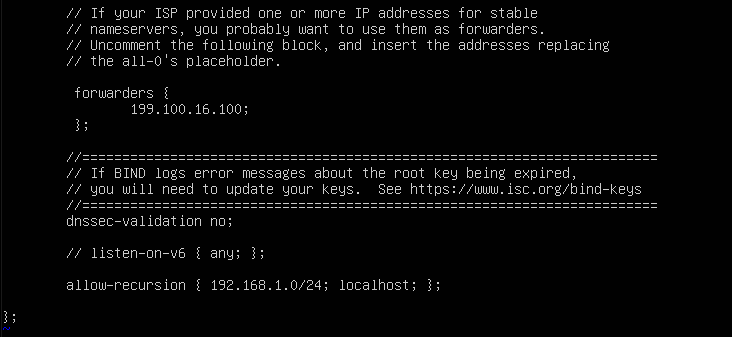 // If your ISP provided one or more IP addresses for stable
// nameservers, you probably want to use them as forwarders.
// Uncomment the following block, and insert the addresses replacing
// the all-0's placeholder.
forwarders {
199.100.16.100;
};
//========================================================================
// If BIND logs error messages about the root key being expired,
// you will need to update your keys.  See https://www.isc.org/bind-keys
//========================================================================
dnssec-validation no;
// listen-on-v6 { any; };
allow-recursion { 192.168.1.0/24; localhost; };
};
~